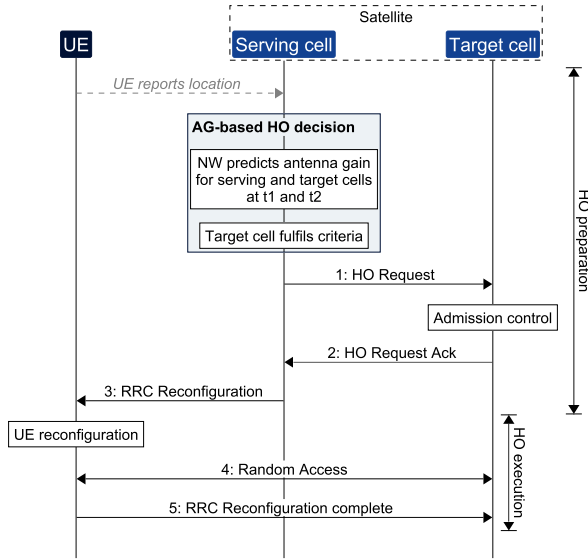 Satellite
UE
Serving cell
Target cell
UE reports location
AG-based HO decision
NW predicts antenna gain
for serving and target cells
at t1 and t2
Target cell fulfils criteria
HO preparation
1: HO Request
Admission control
2: HO Request Ack
3: RRC Reconfiguration
UE reconfiguration
HO execution
4: Random Access
5: RRC Reconfiguration complete